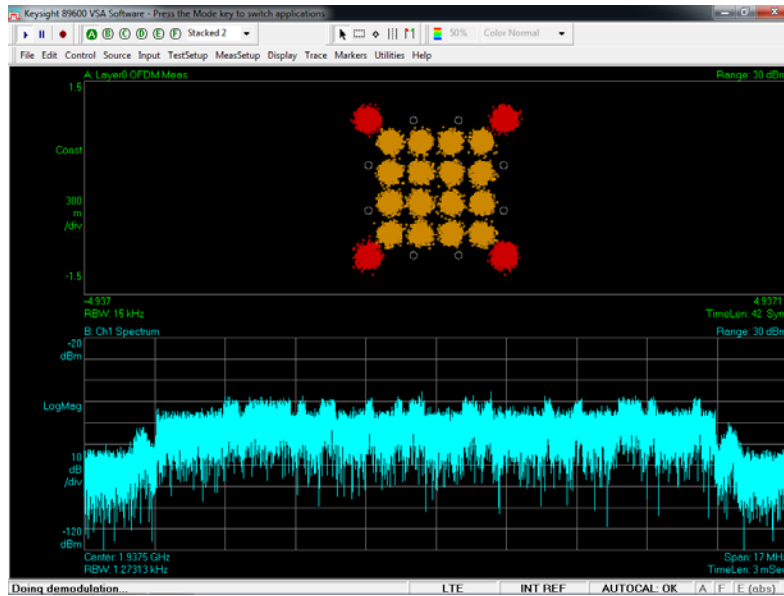 Keysight 89600 VSA Software - Press the Mode key to switch applications
A B C D E F Stacked 2 50% Color Normal
File Edit Control Source Input TestSetup MeasSetup Display Trace Markers Utilities Help
A: Layer0 OFDM Meas Range: 30 dBm
1.5
Const
300
m
/div
-1.5
-4.937 4.9371
RBW: 15 kHz TimeLen: 42 Sym
B: Ch1 Spectrum Range: 30 dBm
-20
dBm
LogMag
10
dB
/div
-120
dBm
Center: 1.9375 GHz Span: 17 MHz
RBW: 1.27313 kHz TimeLen: 3 mSec
Doing demodulation... LTE INT REF AUTOCAL: OK A F E (abs)